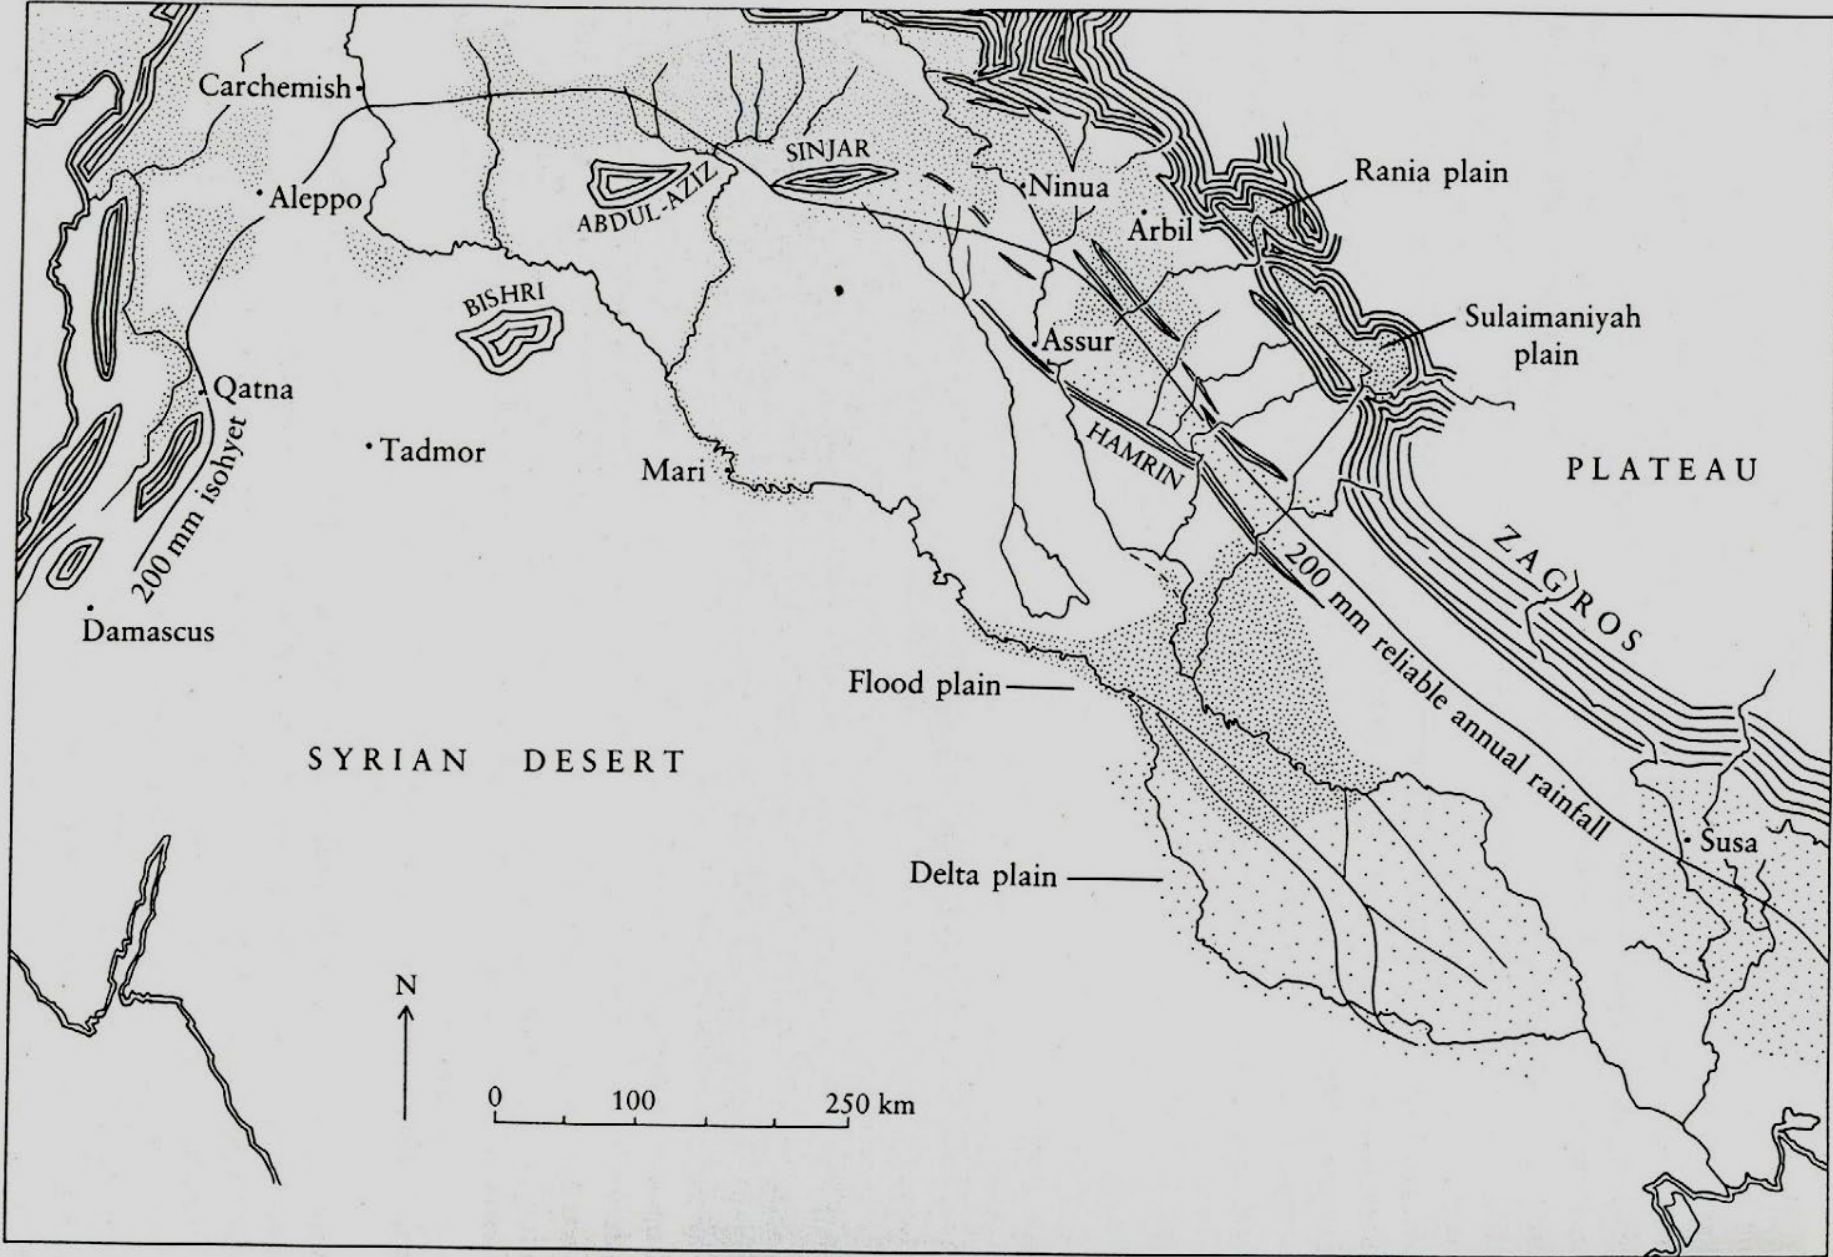 Carchemish
SINJAR
Rania plain
Ninua
ABDUL-AZIZ
Aleppo
Arbil
BISHRI
Sulaimaniyah
plain
Assur
Qatna
Tadmor
HAMRIN
Mari
PLATEAU
200 mm isohyet
ZAGROS
Damascus
200 mm reliable annual rainfall
Flood plain
SYRIAN DESERT
Susa
Delta plain
N
0 100 250 km